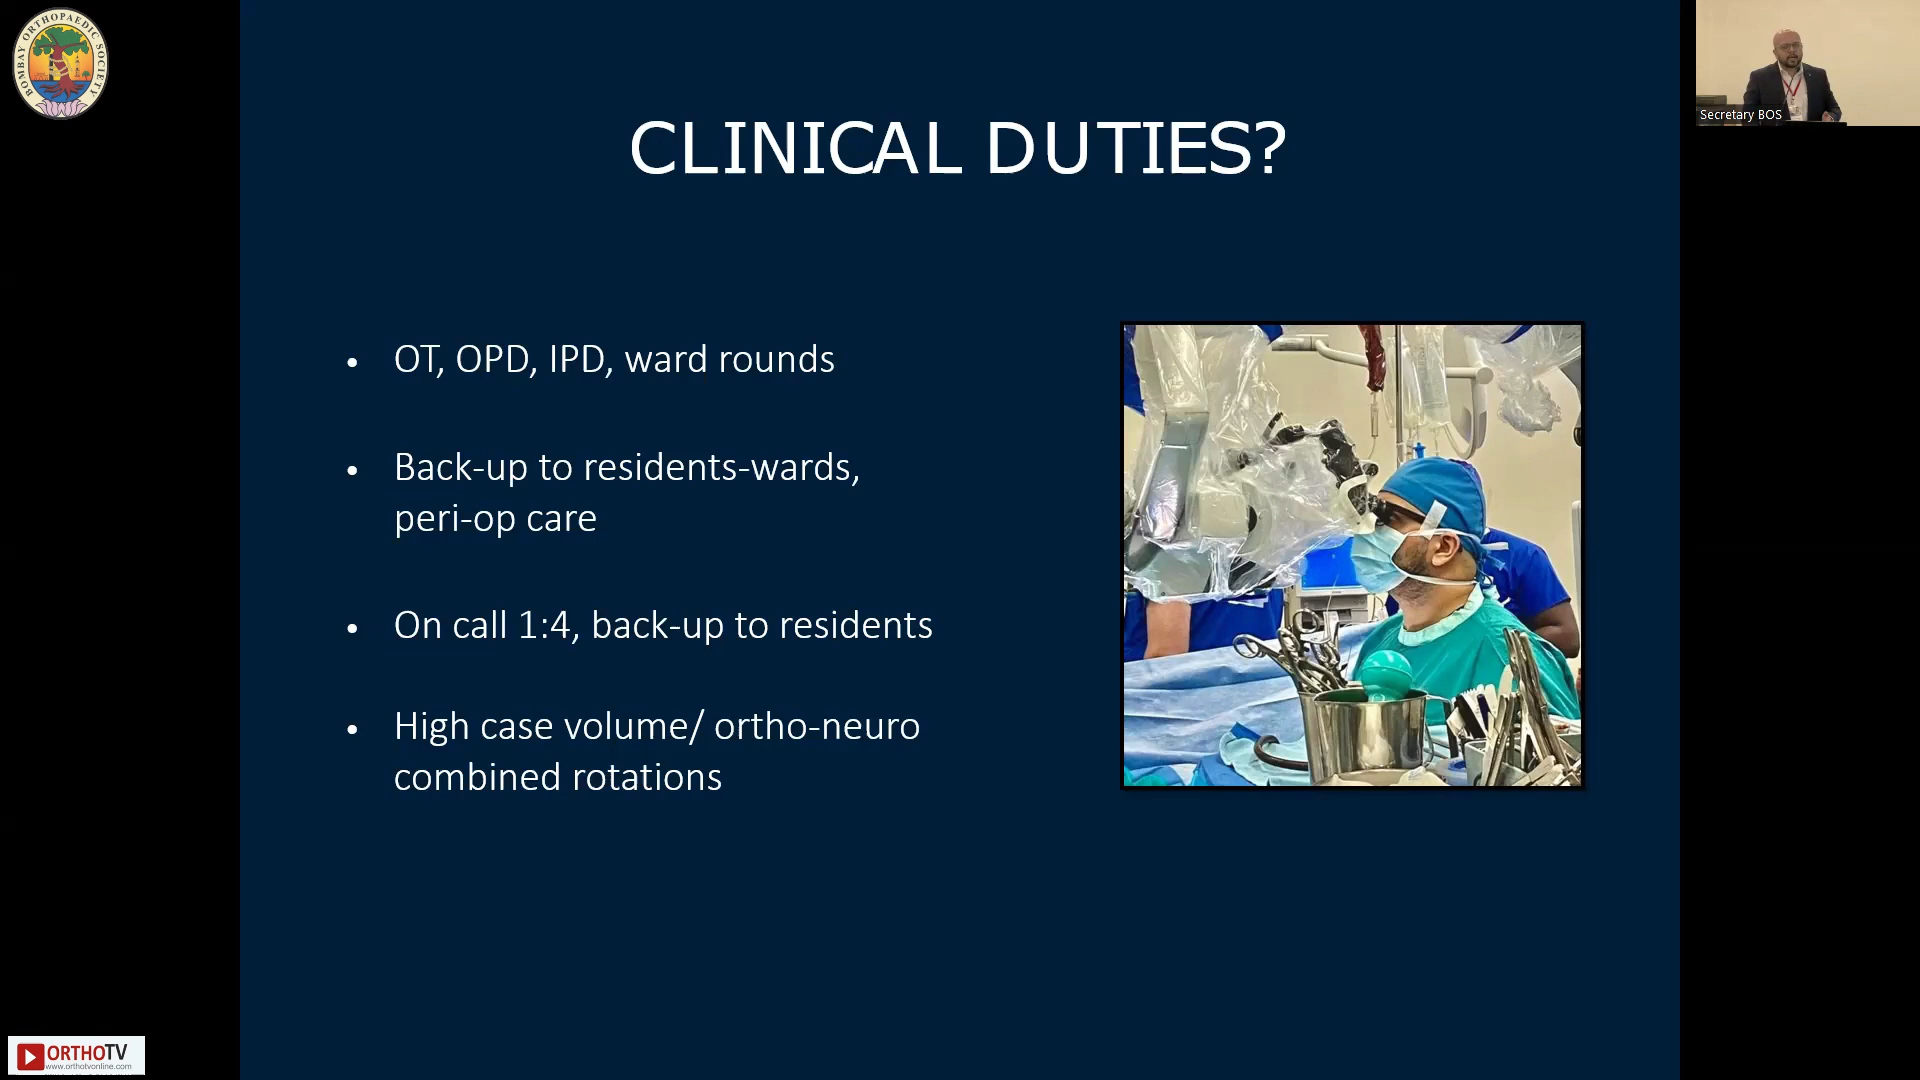 BOMBAY ORTHOPAEDIC SOCIETY
Secretary BOS
CLINICAL DUTIES?
• OT, OPD, IPD, ward rounds
• Back-up to residents-wards,
peri-op care
• On call 1:4, back-up to residents
• High case volume/ ortho-neuro
combined rotations
ORTHOTV
www.orthotvonline.com